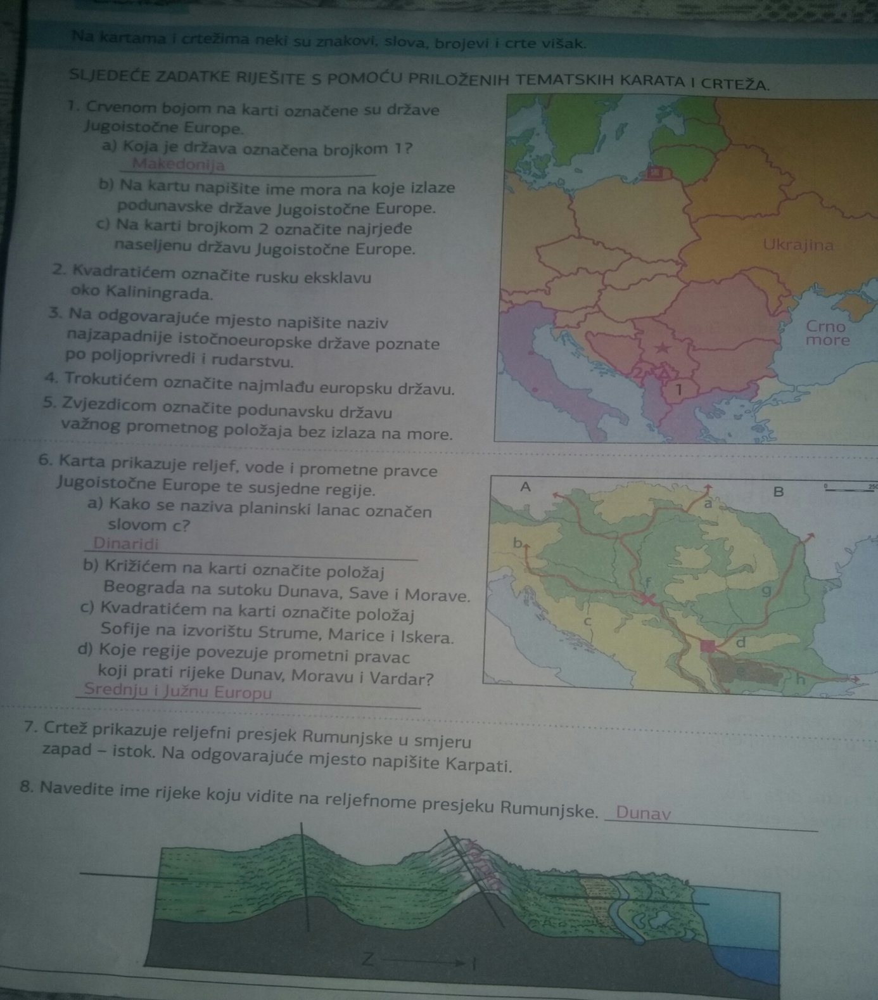 Na kartama i crtežima neki su znakovi, slova, brojevi i crte višak.
SLJEDEĆE ZADATKE RIJEŠITE S POMOĆU PRILOŽENIH TEMATSKIH KARATA I CRTEŽA.
1. Crvenom bojom na karti označene su države
Jugoistočne Europe.
a) Koja je država označena brojkom 1?
Makedonija
b) Na kartu napišite ime mora na koje izlaze
podunavske države Jugoistočne Europe.
c) Na karti brojkom 2 označite najrjeđe
naseljenu državu Jugoistočne Europe.
2. Kvadratićem označite rusku eksklavu
oko Kaliningrada.
3. Na odgovarajuće mjesto napišite naziv
najzapadnije istočnoeuropske države poznate
po poljoprivredi i rudarstvu.
4. Trokutićem označite najmlađu europsku državu.
5. Zvjezdicom označite podunavsku državu
važnog prometnog položaja bez izlaza na more.
Ukrajina
Crno
more
2
1
6. Karta prikazuje reljef, vode i prometne pravce
Jugoistočne Europe te susjedne regije.
a) Kako se naziva planinski lanac označen
slovom c?
Dinaridi
b) Križićem na karti označite položaj
Beograda na sutoku Dunava, Save i Morave.
c) Kvadratićem na karti označite položaj
Sofije na izvorištu Strume, Marice i Iskera.
d) Koje regije povezuje prometni pravac
koji prati rijeke Dunav, Moravu i Vardar?
Srednju i Južnu Europu
A
B
0 250
a
b
f
g
c
d
e
h
7. Crtež prikazuje reljefni presjek Rumunjske u smjeru
zapad – istok. Na odgovarajuće mjesto napišite Karpati.
8. Navedite ime rijeke koju vidite na reljefnome presjeku Rumunjske. Dunav
Karpati
Z I